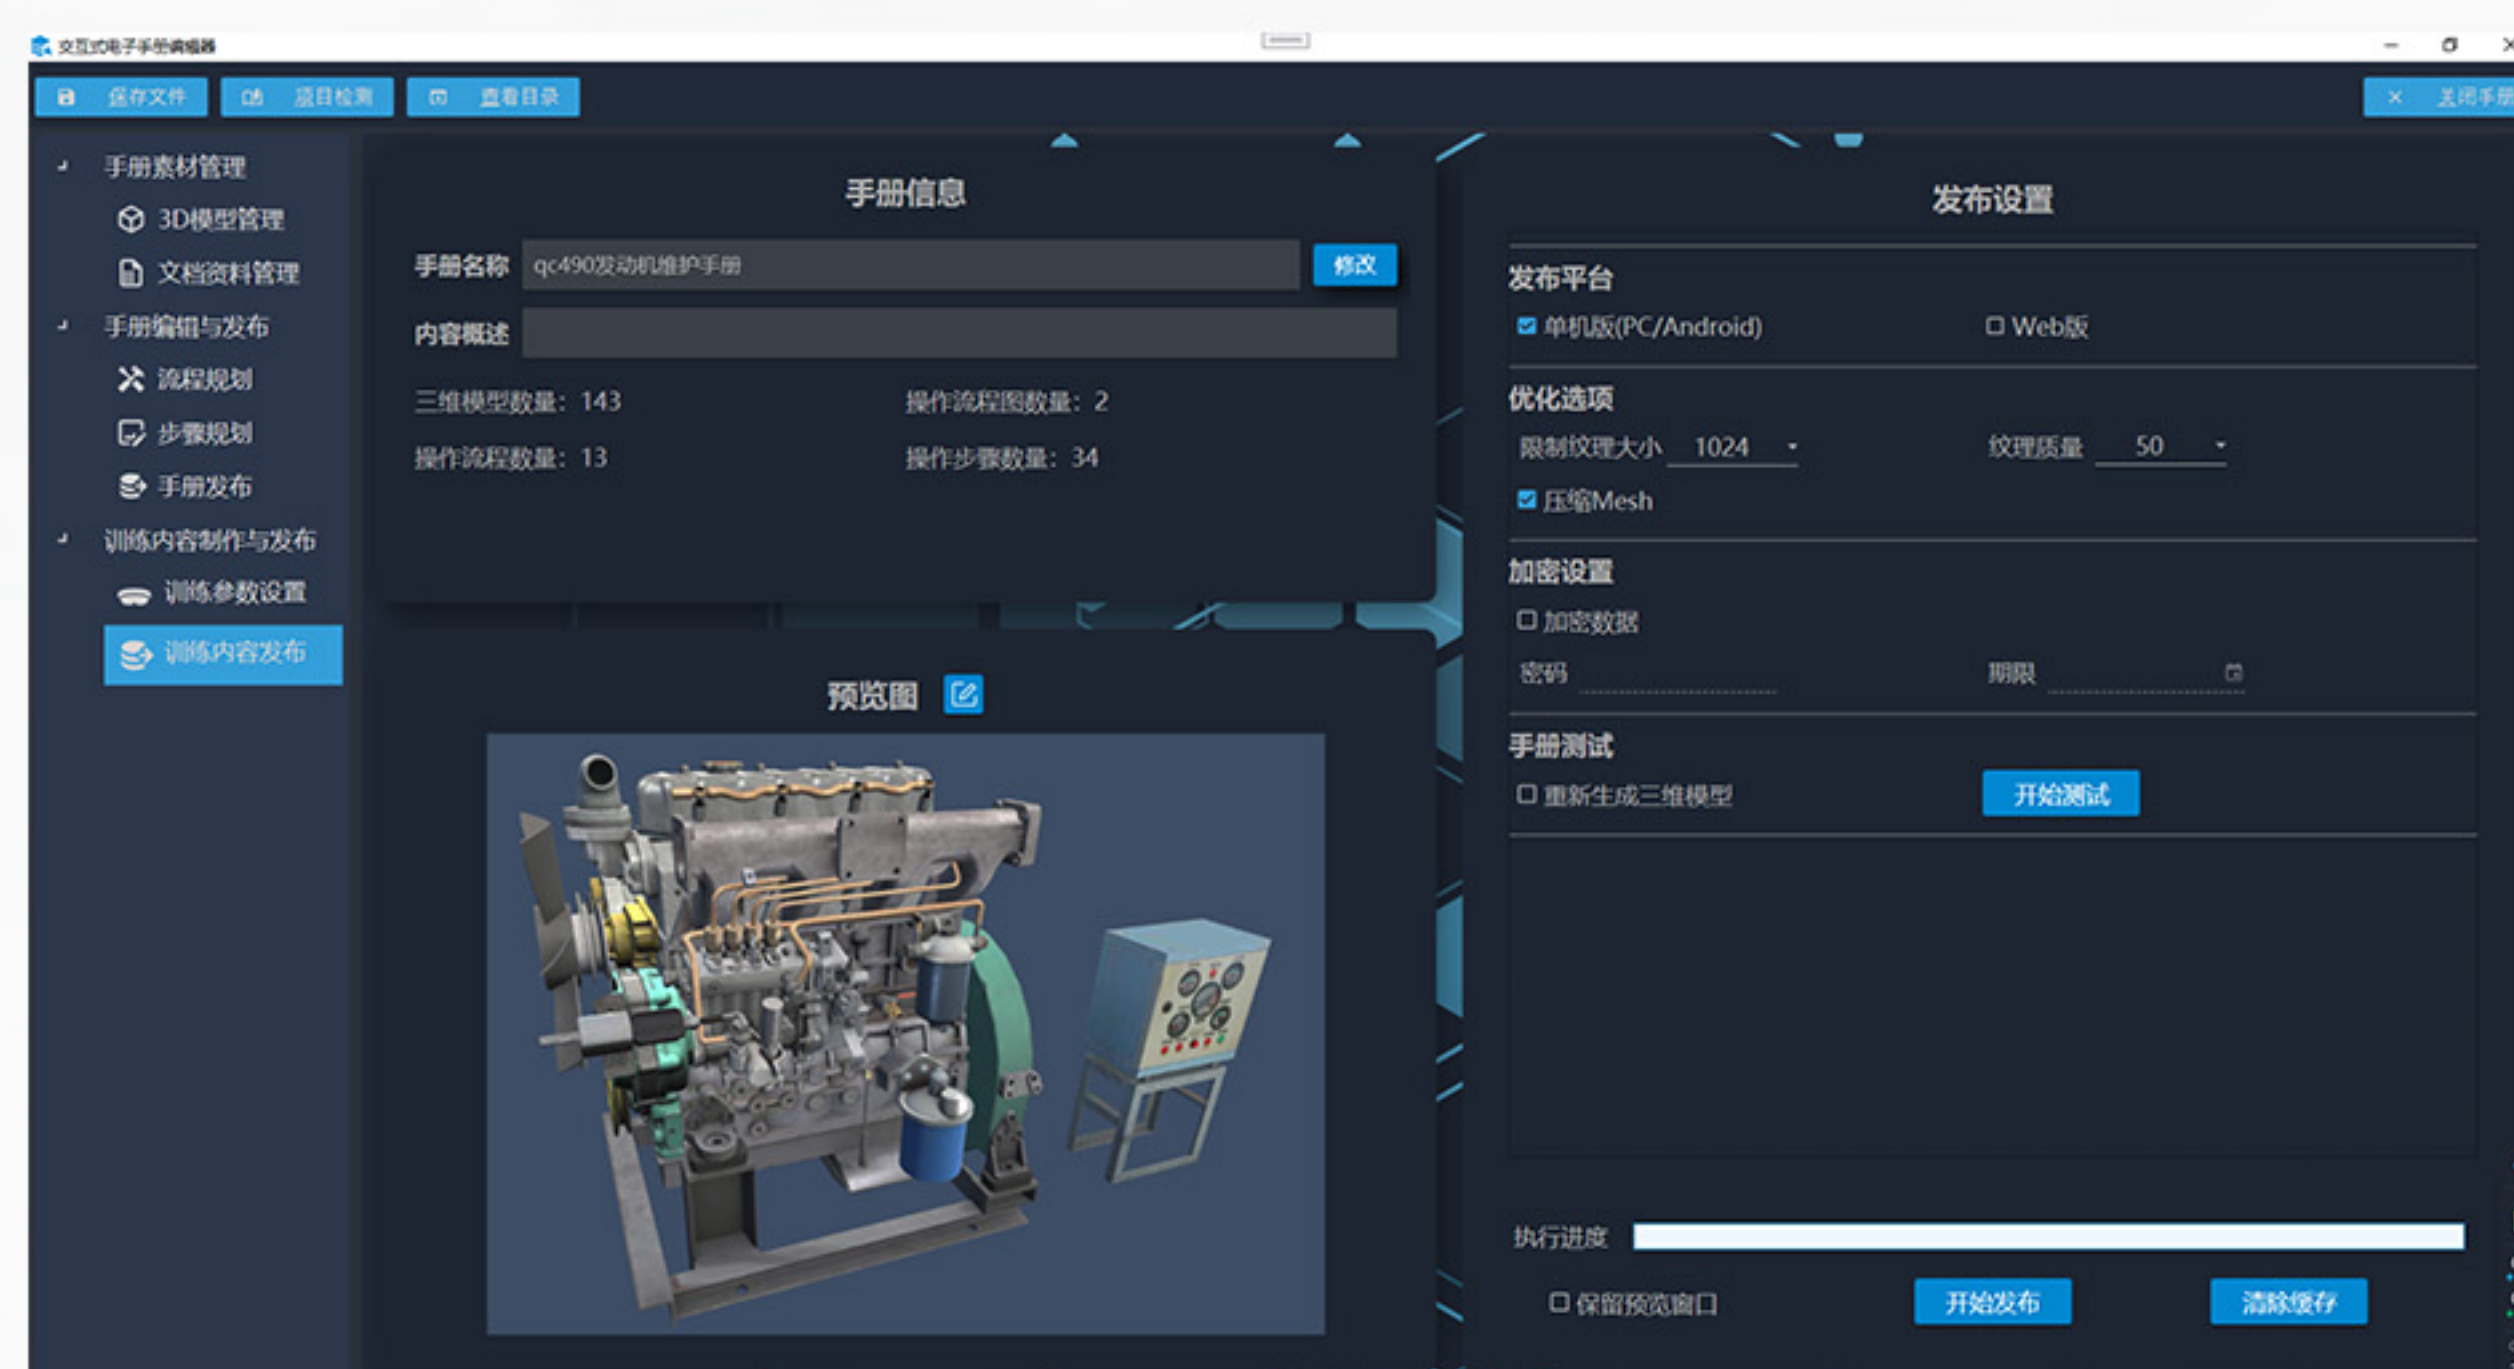 交互式电子手册编辑器
保存文件 项目检测 查看目录 关闭手册
手册素材管理
3D模型管理
文档资料管理
手册编辑与发布
流程规划
步骤规划
手册发布
训练内容制作与发布
训练参数设置
训练内容发布
手册信息
手册名称 qc490发动机维护手册 修改
内容概述
三维模型数量：143 操作流程图数量：2
操作流程数量：13 操作步骤数量：34
预览图
发布设置
发布平台
单机版(PC/Android) Web版
优化选项
限制纹理大小 1024 纹理质量 50
压缩Mesh
加密设置
加密数据
密码 期限
手册测试
重新生成三维模型 开始测试
执行进度
保留预览窗口 开始发布 清除缓存